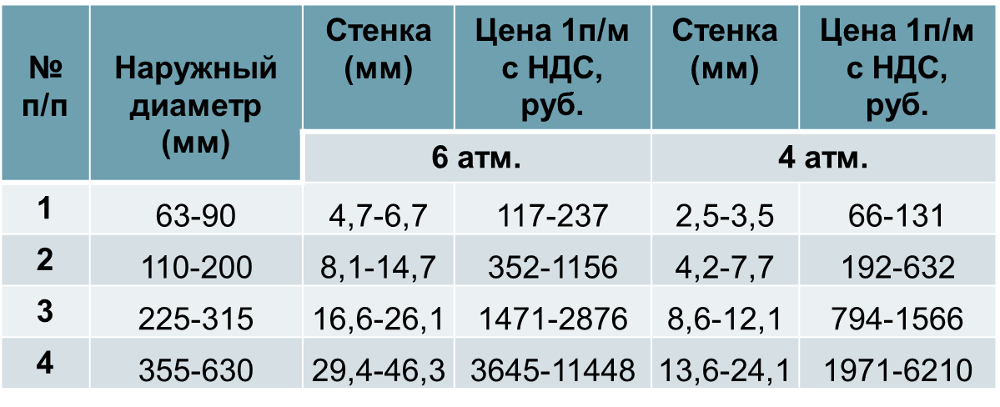 № п/п | Наружный диаметр (мм) | Стенка (мм) | Цена 1п/м с НДС, руб. | Стенка (мм) | Цена 1п/м с НДС, руб.
6 атм. | 4 атм.
1 | 63-90 | 4,7-6,7 | 117-237 | 2,5-3,5 | 66-131
2 | 110-200 | 8,1-14,7 | 352-1156 | 4,2-7,7 | 192-632
3 | 225-315 | 16,6-26,1 | 1471-2876 | 8,6-12,1 | 794-1566
4 | 355-630 | 29,4-46,3 | 3645-11448 | 13,6-24,1 | 1971-6210